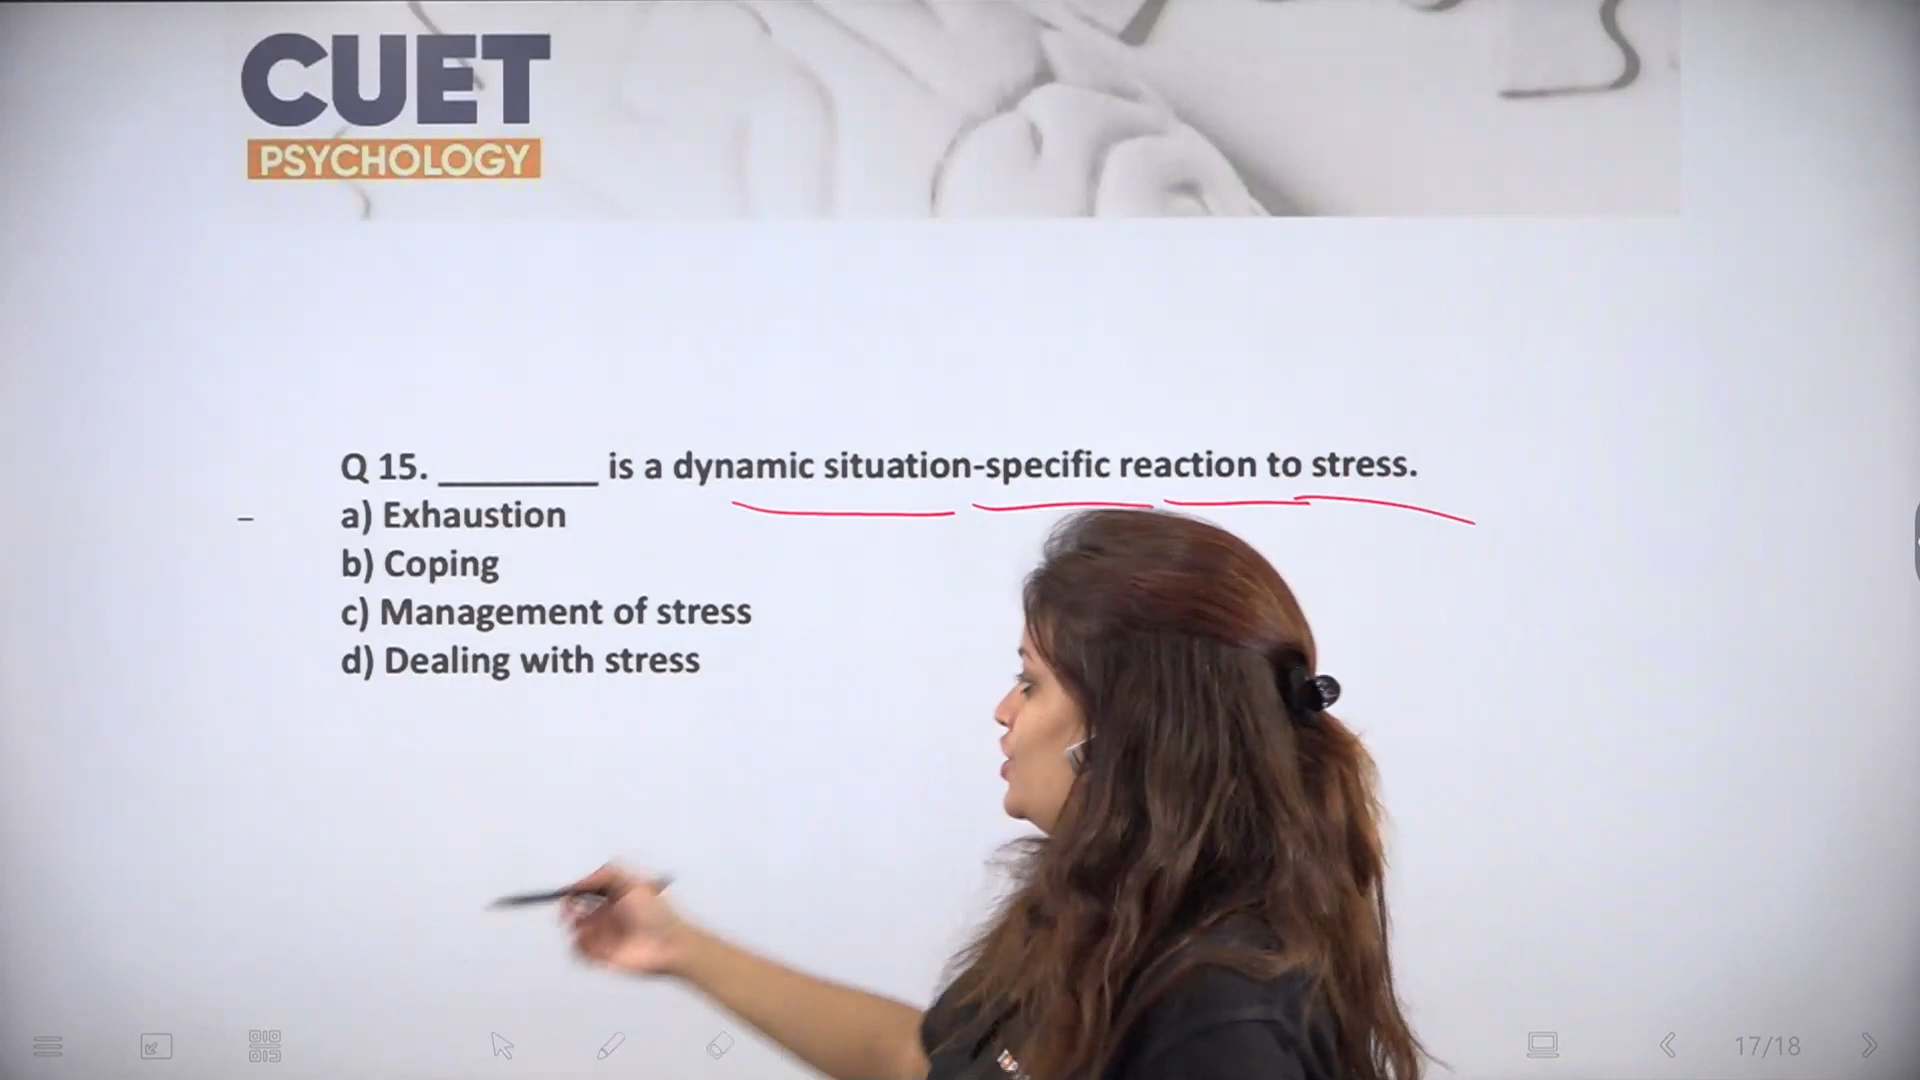 CUET
PSYCHOLOGY
Q 15. ________ is a dynamic situation-specific reaction to stress.
a) Exhaustion
b) Coping
c) Management of stress
d) Dealing with stress
17/18